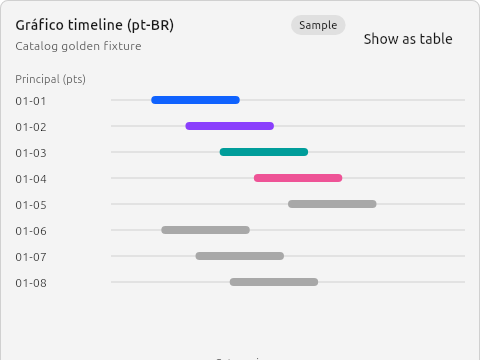 Gráfico timeline (pt-BR)
Sample
Show as table
Catalog golden fixture
Principal (pts)
01-01
01-02
01-03
01-04
01-05
01-06
01-07
01-08